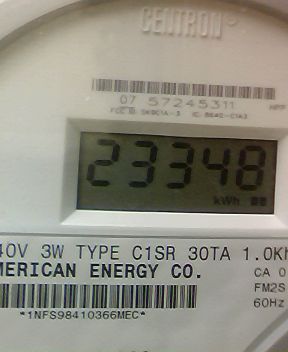 CENTRON
07 57245311
23348
kWh
40V 3W TYPE C1SR 30TA 1.0Kh
MERICAN ENERGY CO.
CA 0
FM2S
60Hz
*1NFS98410366MEC*